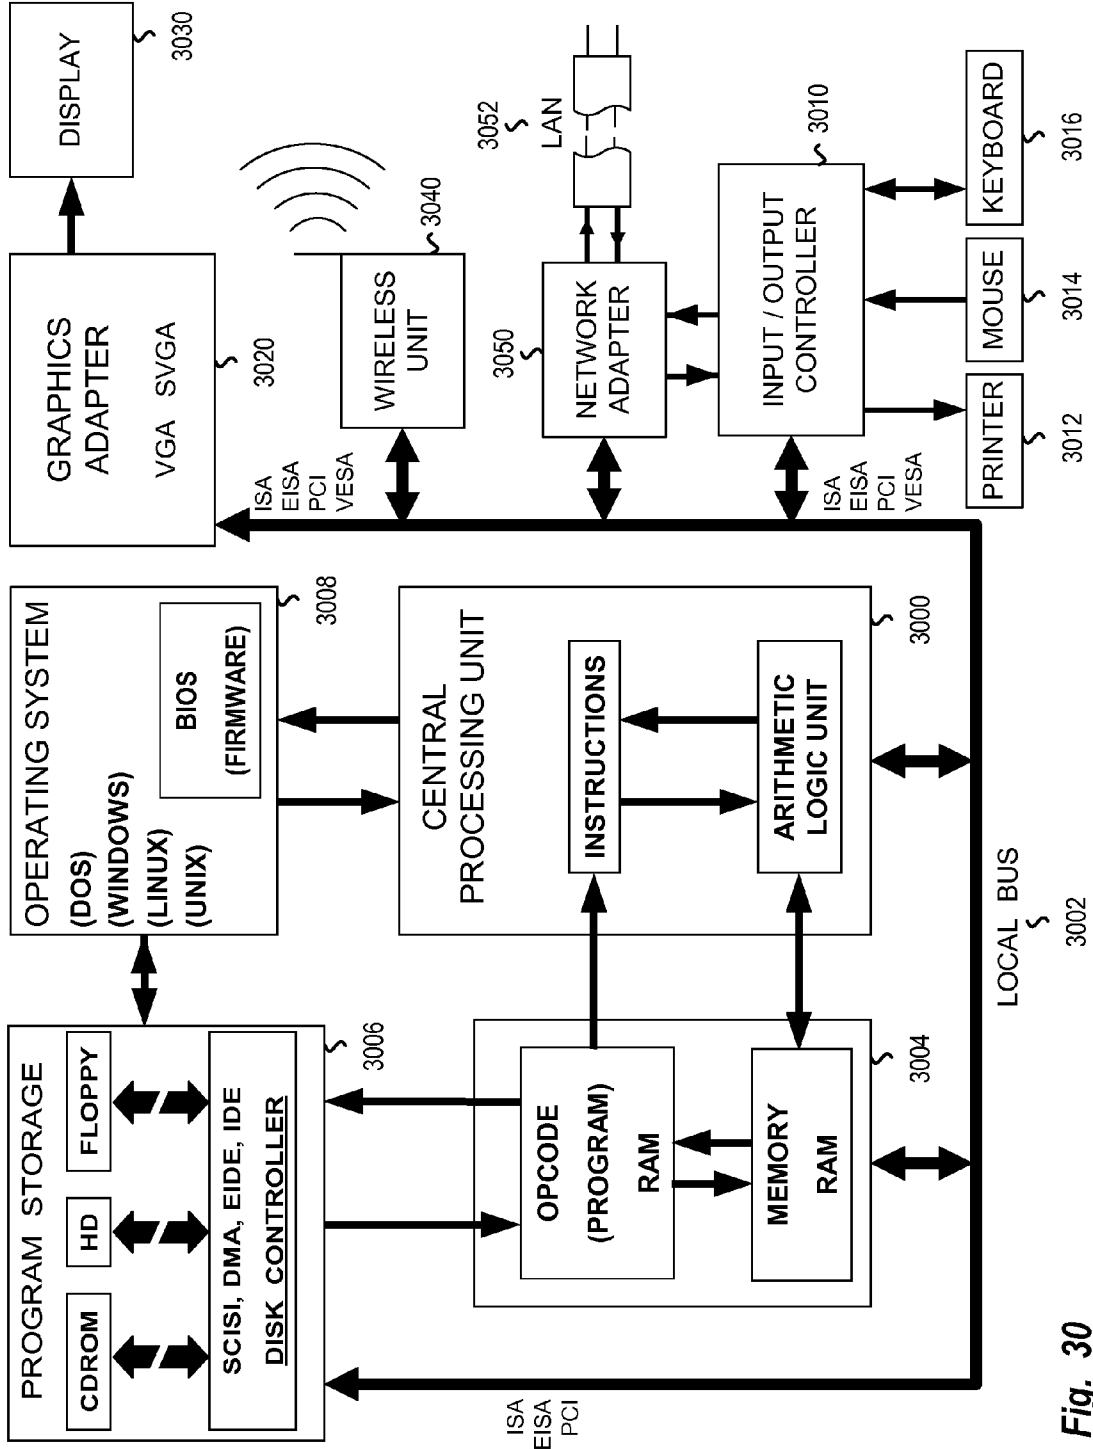 PROGRAM STORAGE
CDROM
HD
FLOPPY
SCISI, DMA, EIDE, IDE
DISK CONTROLLER
3006
OPERATING SYSTEM
(DOS)
(WINDOWS)
(LINUX)
(UNIX)
BIOS
(FIRMWARE)
3008
GRAPHICS
ADAPTER
VGA SVGA
3020
DISPLAY
3030
ISA
EISA
PCI
VESA
WIRELESS
UNIT
3040
OPCODE
(PROGRAM)
RAM
MEMORY
RAM
3004
CENTRAL
PROCESSING UNIT
INSTRUCTIONS
ARITHMETIC
LOGIC UNIT
3000
3050
NETWORK
ADAPTER
3052
LAN
INPUT / OUTPUT
CONTROLLER
3010
ISA
EISA
PCI
VESA
PRINTER
3012
MOUSE
3014
KEYBOARD
3016
ISA
EISA
PCI
LOCAL BUS
3002
Fig. 30